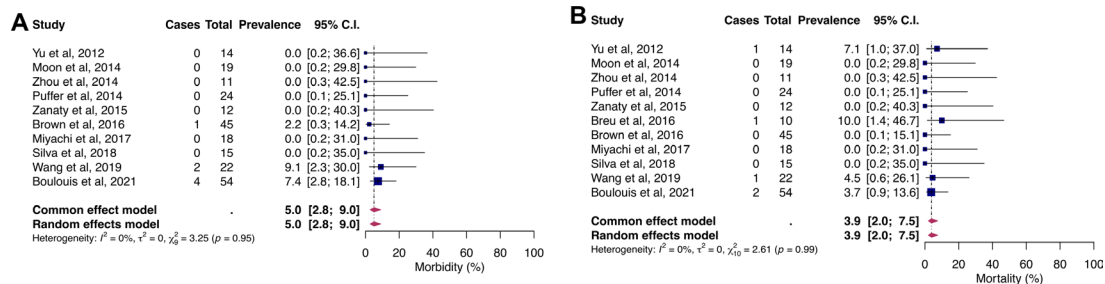 A
Study Cases Total Prevalence 95% C.I.
Yu et al, 2012 0 14 0.0 [0.2; 36.6]
Moon et al, 2014 0 19 0.0 [0.2; 29.8]
Zhou et al, 2014 0 11 0.0 [0.3; 42.5]
Puffer et al, 2014 0 24 0.0 [0.1; 25.1]
Zanaty et al, 2015 0 12 0.0 [0.2; 40.3]
Brown et al, 2016 1 45 2.2 [0.3; 14.2]
Miyachi et al, 2017 0 18 0.0 [0.2; 31.0]
Silva et al, 2018 0 15 0.0 [0.2; 35.0]
Wang et al, 2019 2 22 9.1 [2.3; 30.0]
Boulouis et al, 2021 4 54 7.4 [2.8; 18.1]
Common effect model . 5.0 [2.8; 9.0]
Random effects model 5.0 [2.8; 9.0]
Heterogeneity: I² = 0%, τ² = 0, χ²₉ = 3.25 (p = 0.95)
0 20 40 60 80 100
Morbidity (%)
B
Study Cases Total Prevalence 95% C.I.
Yu et al, 2012 1 14 7.1 [1.0; 37.0]
Moon et al, 2014 0 19 0.0 [0.2; 29.8]
Zhou et al, 2014 0 11 0.0 [0.3; 42.5]
Puffer et al, 2014 0 24 0.0 [0.1; 25.1]
Zanaty et al, 2015 0 12 0.0 [0.2; 40.3]
Breu et al, 2016 1 10 10.0 [1.4; 46.7]
Brown et al, 2016 0 45 0.0 [0.1; 15.1]
Miyachi et al, 2017 0 18 0.0 [0.2; 31.0]
Silva et al, 2018 0 15 0.0 [0.2; 35.0]
Wang et al, 2019 1 22 4.5 [0.6; 26.1]
Boulouis et al, 2021 2 54 3.7 [0.9; 13.6]
Common effect model . 3.9 [2.0; 7.5]
Random effects model 3.9 [2.0; 7.5]
Heterogeneity: I² = 0%, τ² = 0, χ²₁₀ = 2.61 (p = 0.99)
0 20 40 60 80 100
Mortality (%)